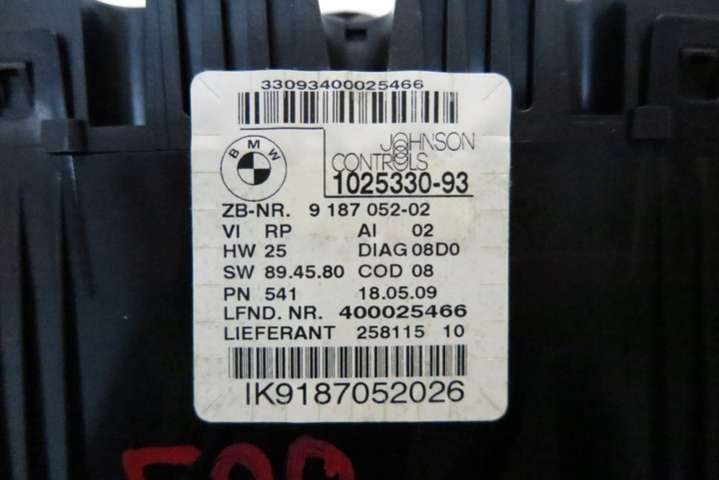 33093400025466
BMW
JOHNSON
CONTROLS
1025330-93
ZB-NR. 9 187 052-02
VI RP AI 02
HW 25 DIAG 08D0
SW 89.45.80 COD 08
PN 541 18.05.09
LFND. NR. 400025466
LIEFERANT 258115 10
IK9187052026